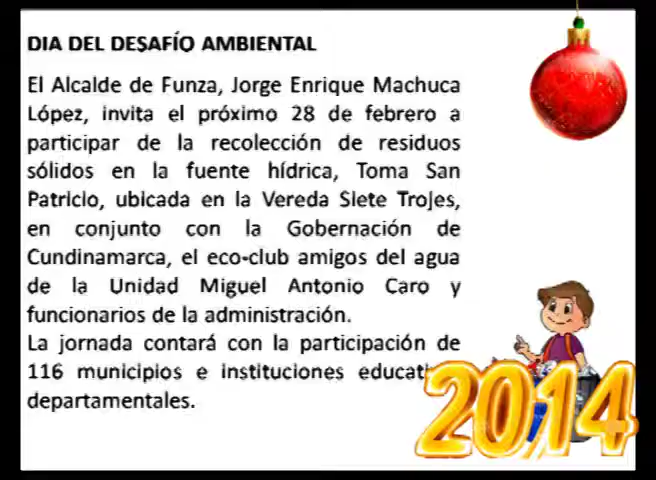 DIA DEL DESAFÍO AMBIENTAL
El Alcalde de Funza, Jorge Enrique Machuca
López, invita el próximo 28 de febrero a
participar de la recolección de residuos
sólidos en la fuente hídrica, Toma San
Patricio, ubicada en la Vereda Siete Trojes,
en conjunto con la Gobernación de
Cundinamarca, el eco-club amigos del agua
de la Unidad Miguel Antonio Caro y
funcionarios de la administración.
La jornada contará con la participación de
116 municipios e instituciones
departamentales.
2014